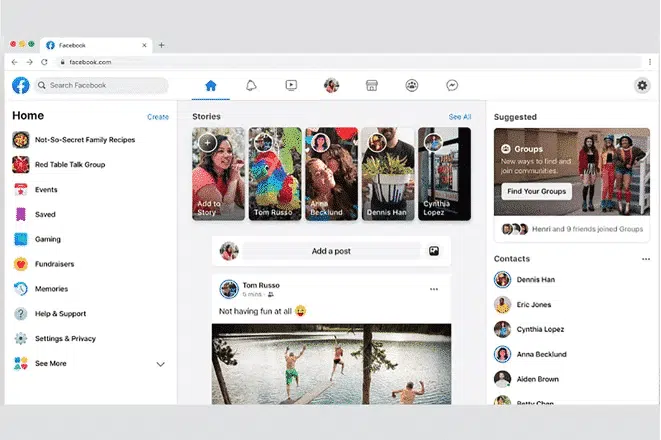 Facebook
facebook.com
Search Facebook
Home
Create
Not-So-Secret Family Recipes
Red Table Talk Group
Events
Saved
Gaming
Fundraisers
Memories
Help & Support
Settings & Privacy
See More
Stories
See All
Add to
Story
Tom Russo
Anna
Becklund
Dennis Han
Cynthia
Lopez
Add a post
Tom Russo
5 mins
Not having fun at all
Suggested
Groups
New ways to find and
join communities.
Find Your Groups
Henri and 9 friends joined Groups
Contacts
Dennis Han
Eric Jones
Cynthia Lopez
Anna Becklund
Aiden Brown
Betty Chen